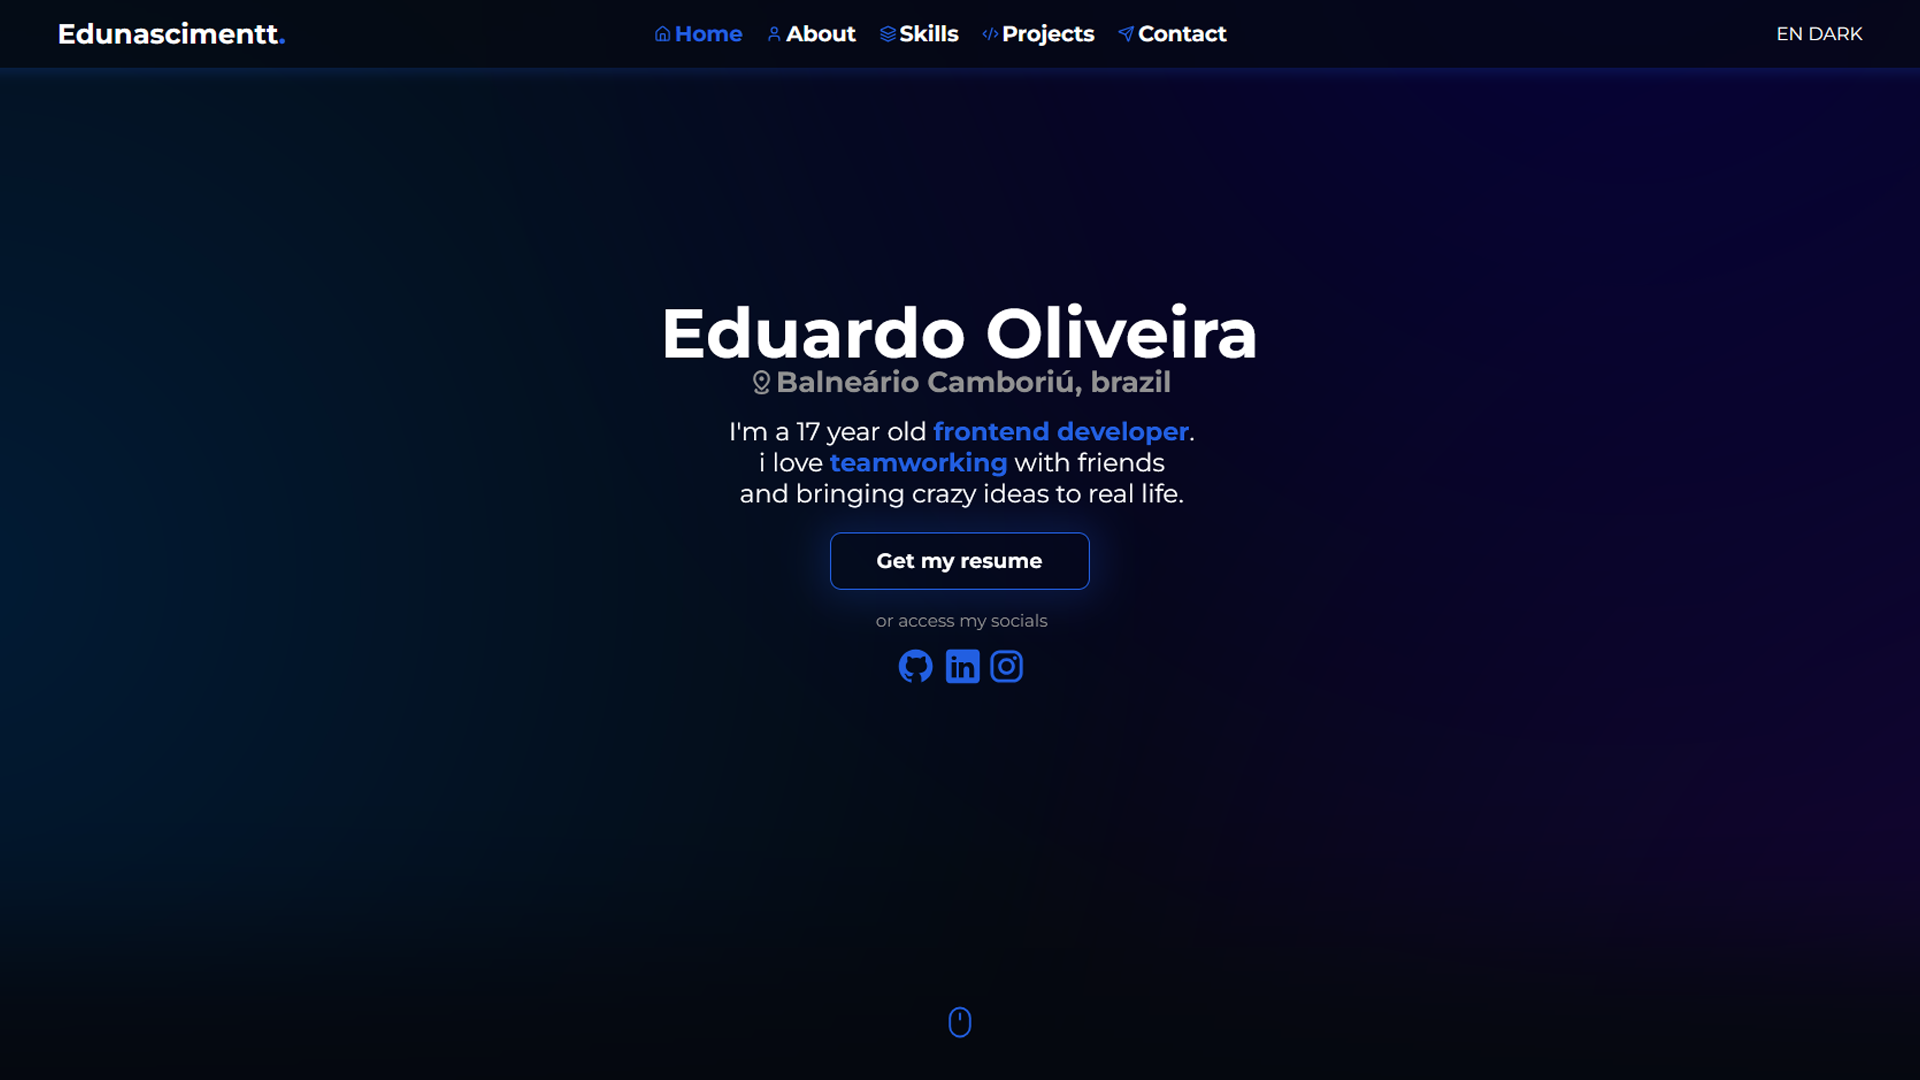 Edunascimentt.
Home About Skills Projects Contact
EN DARK
Eduardo Oliveira
Balneário Camboriú, brazil
I'm a 17 year old frontend developer.
i love teamworking with friends
and bringing crazy ideas to real life.
Get my resume
or access my socials
in